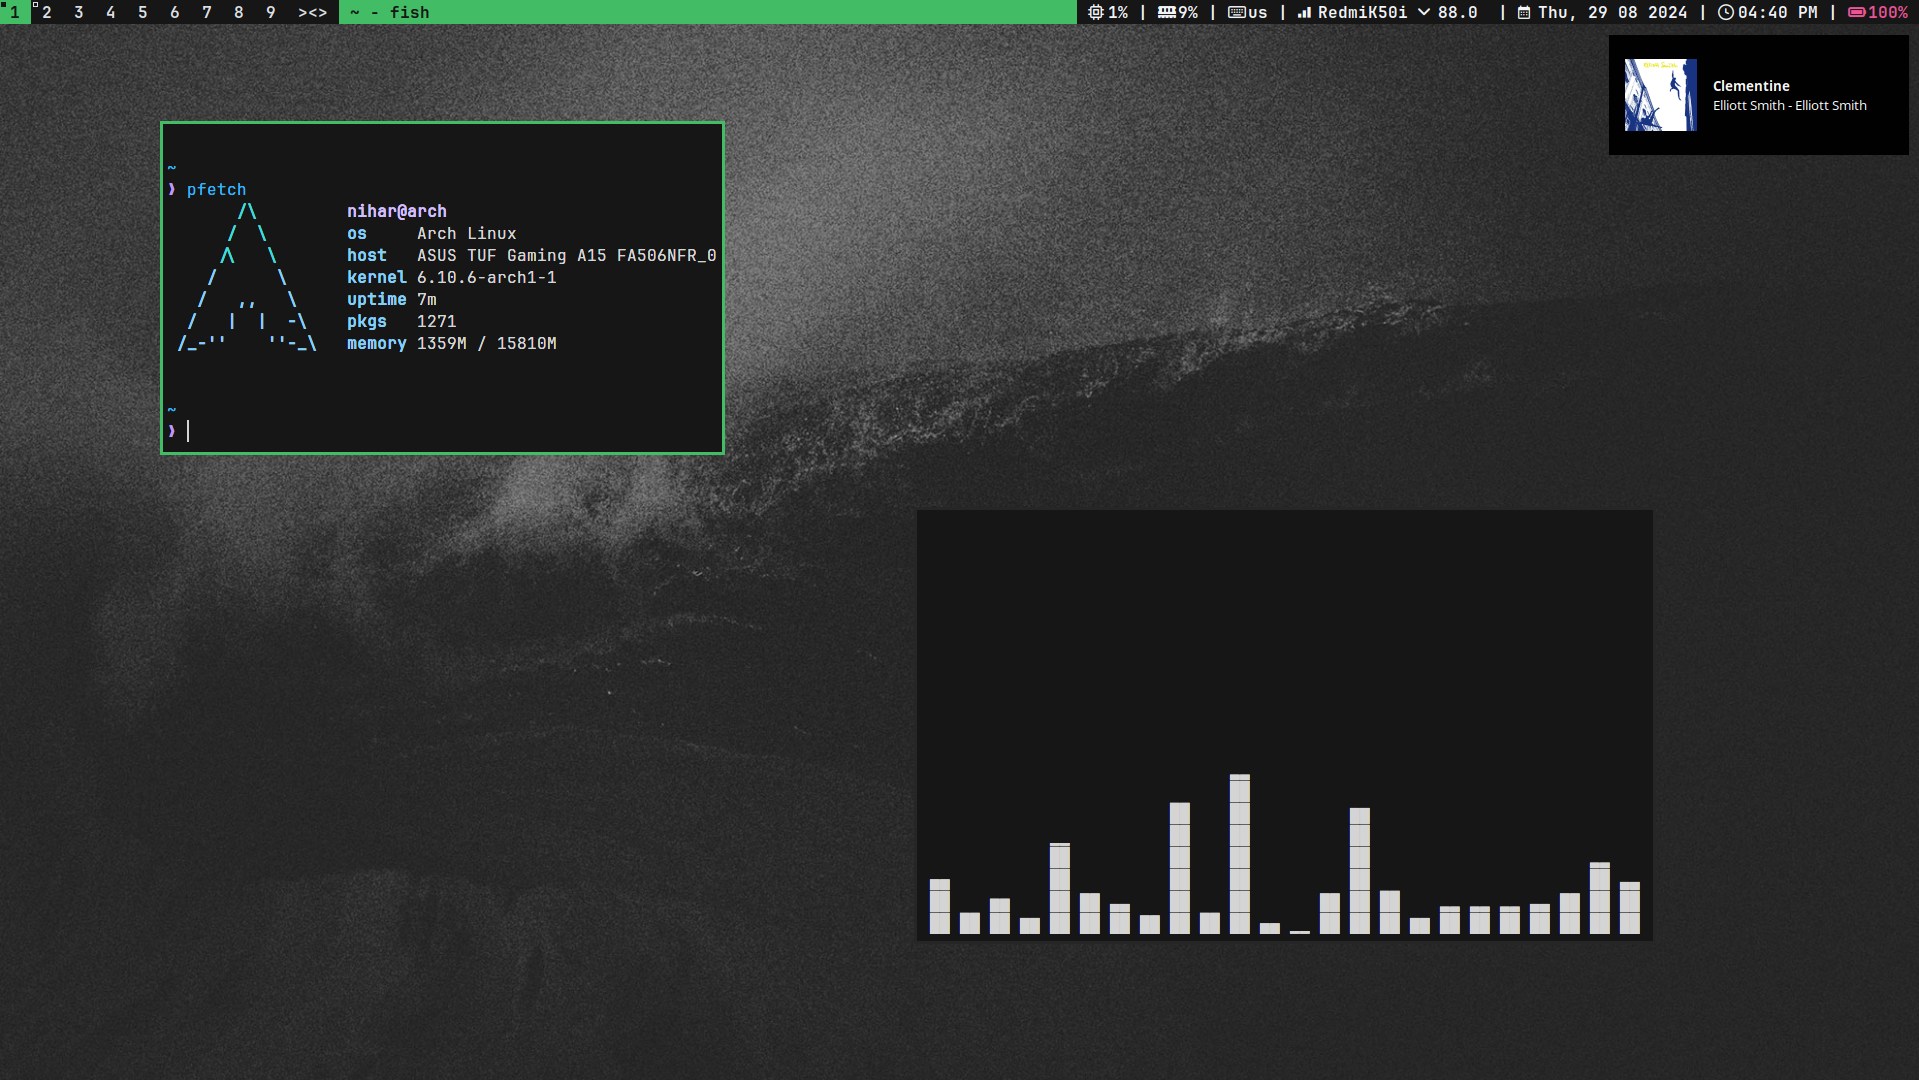 1 2 3 4 5 6 7 8 9 ><> ~ - fish 1% | 9% | us | RedmiK50i 88.0 | Thu, 29 08 2024 | 04:40 PM | 100%
Clementine
Elliott Smith - Elliott Smith
~
❯ pfetch
nihar@arch
os Arch Linux
host ASUS TUF Gaming A15 FA506NFR_0
kernel 6.10.6-arch1-1
uptime 7m
pkgs 1271
memory 1359M / 15810M
~
❯